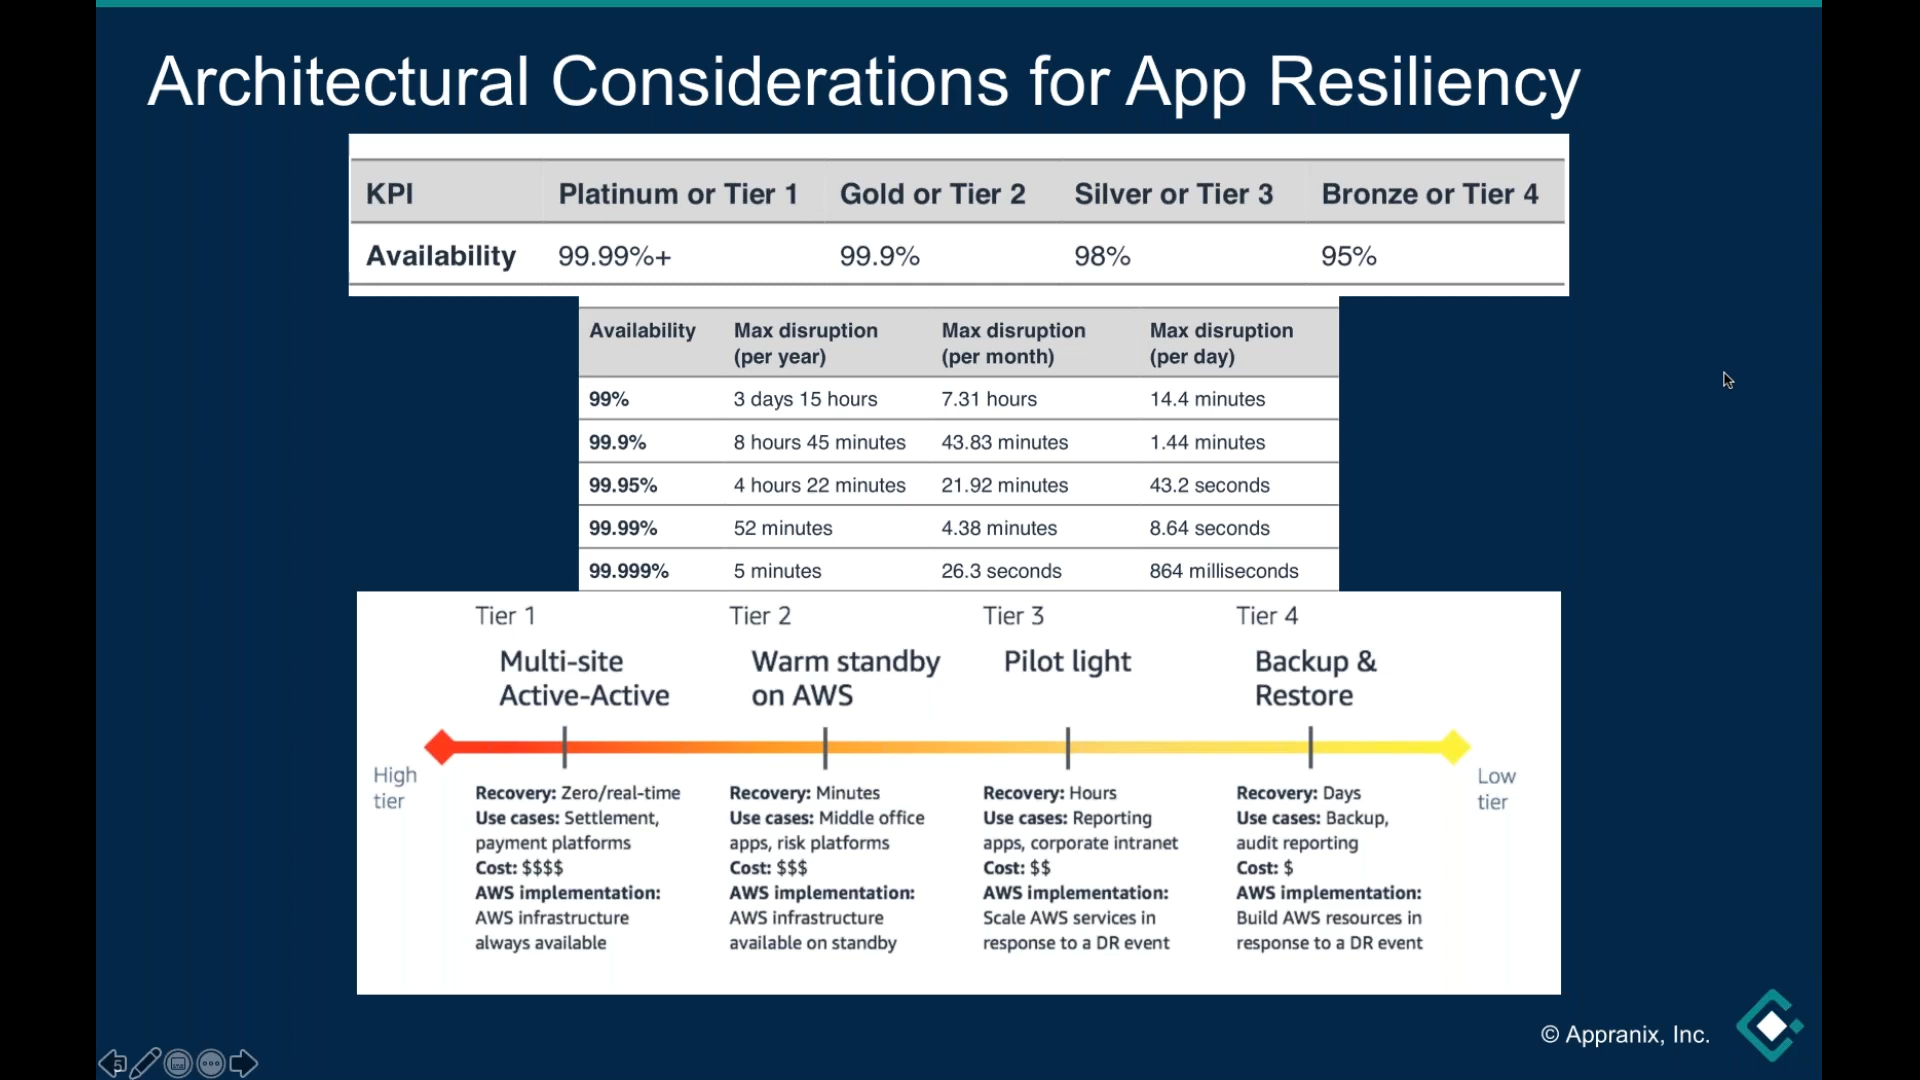 Architectural Considerations for App Resiliency
KPI Platinum or Tier 1 Gold or Tier 2 Silver or Tier 3 Bronze or Tier 4
Availability 99.99%+ 99.9% 98% 95%
Availability Max disruption (per year) Max disruption (per month) Max disruption (per day)
99% 3 days 15 hours 7.31 hours 14.4 minutes
99.9% 8 hours 45 minutes 43.83 minutes 1.44 minutes
99.95% 4 hours 22 minutes 21.92 minutes 43.2 seconds
99.99% 52 minutes 4.38 minutes 8.64 seconds
99.999% 5 minutes 26.3 seconds 864 milliseconds
High
tier
Tier 1
Multi-site
Active-Active
Recovery: Zero/real-time
Use cases: Settlement,
payment platforms
Cost: $$$$
AWS implementation:
AWS infrastructure
always available
Tier 2
Warm standby
on AWS
Recovery: Minutes
Use cases: Middle office
apps, risk platforms
Cost: $$$
AWS implementation:
AWS infrastructure
available on standby
Tier 3
Pilot light
Recovery: Hours
Use cases: Reporting
apps, corporate intranet
Cost: $$
AWS implementation:
Scale AWS services in
response to a DR event
Tier 4
Backup &
Restore
Recovery: Days
Use cases: Backup,
audit reporting
Cost: $
AWS implementation:
Build AWS resources in
response to a DR event
Low
tier
© Appranix, Inc.
5